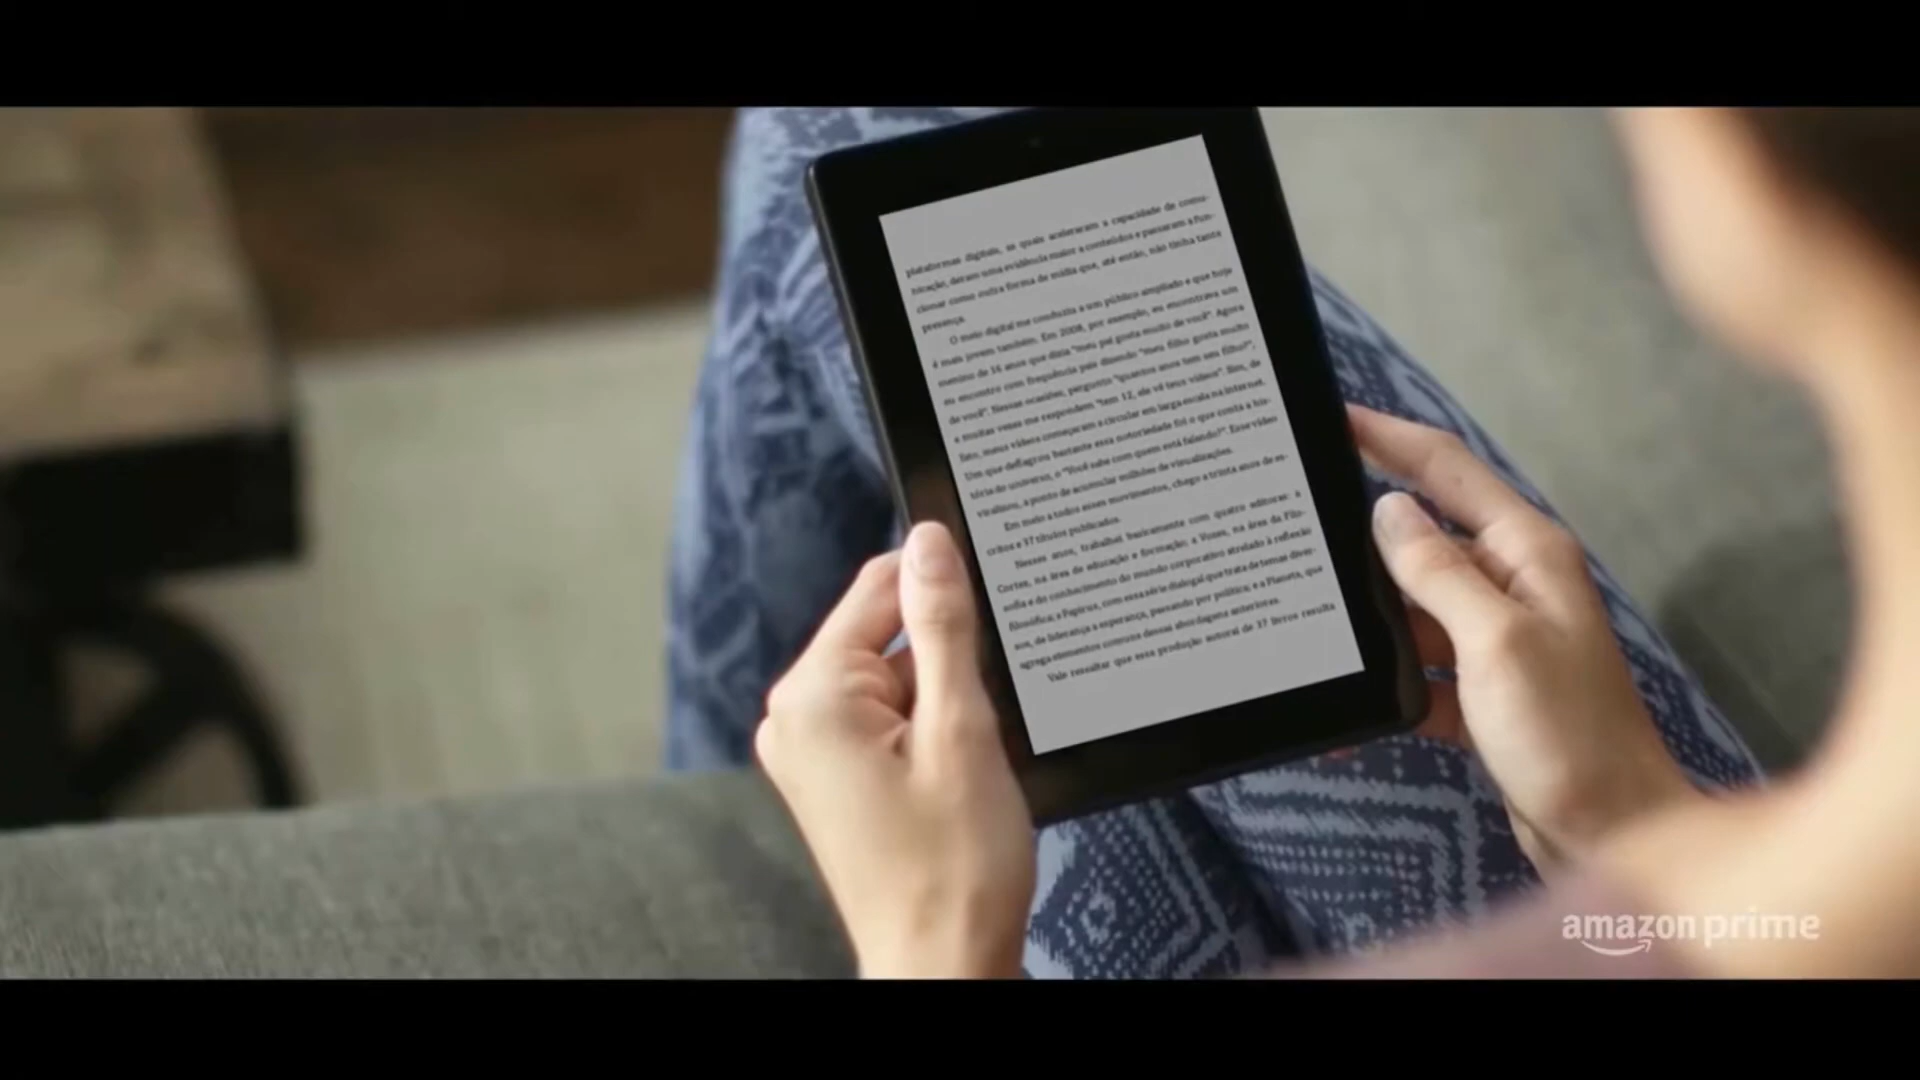 plataformas digitais, as quais aceleraram a capacidade de comu-
nicação, deram uma evidência maior a conteúdos e passaram a fun-
cionar como outra forma de mídia que, até então, não tinha tanta
presença.
O meio digital me conduziu a um público ampliado e que hoje
é mais jovem também. Em 2008, por exemplo, eu encontrava um
menino de 16 anos que dizia "meu pai gosta muito de você". Agora
eu encontro com frequência pais dizendo "meu filho gosta muito
de você". Nessas ocasiões, pergunto "quantos anos tem seu filho?",
e muitas vezes me respondem "tem 12, ele vê teus vídeos". Sim, de
fato, meus vídeos começaram a circular em larga escala na internet.
Um que deflagrou bastante essa notoriedade foi o que conta a his-
tória do universo, o "Você sabe com quem está falando?". Esse vídeo
viralizou, a ponto de acumular milhões de visualizações.
Em meio a todos esses movimentos, chego a trinta anos de es-
critos e 37 títulos publicados.
Nesses anos, trabalhei basicamente com quatro editoras: a
Cortez, na área de educação e formação; a Vozes, na área da Filo-
sofia e do conhecimento do mundo corporativo atrelado à reflexão
filosófica; a Papirus, com essa série dialogal que trata de temas diver-
sos, de liderança a esperança, passando por política; e a Planeta, que
agrega elementos comuns dessas abordagens anteriores.
Vale ressaltar que essa produção autoral de 37 livros resulta
amazon prime